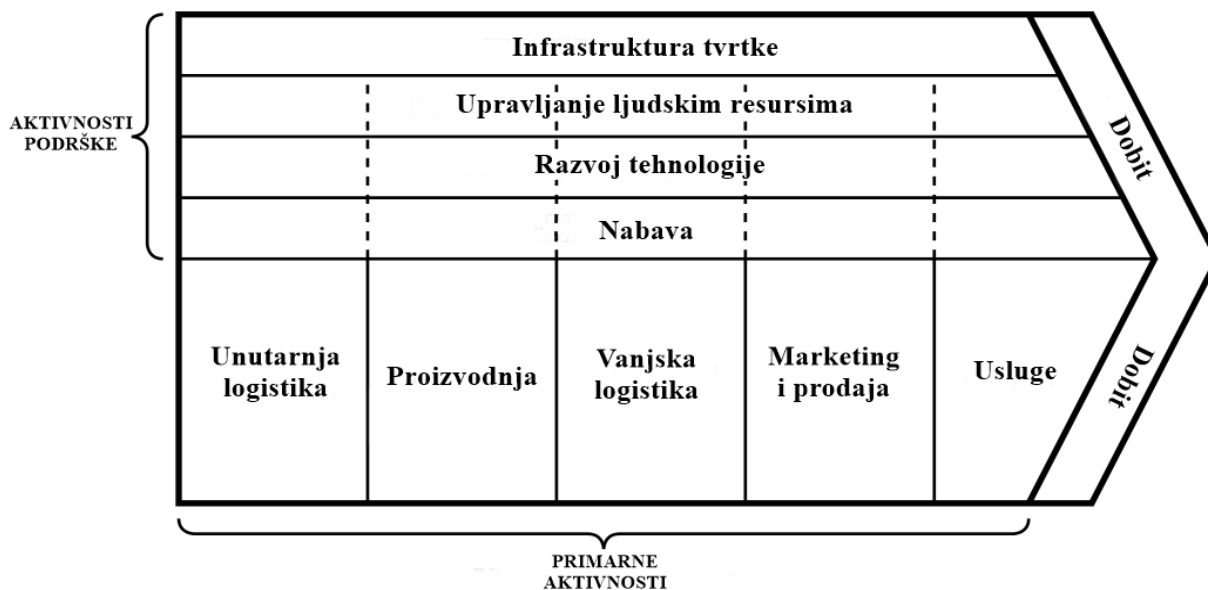 Infrastruktura tvrtke
Upravljanje ljudskim resursima
Razvoj tehnologije
Nabava
AKTIVNOSTI
PODRŠKE
Dobit
Unutarnja
logistika
Proizvodnja
Vanjska
logistika
Marketing
i prodaja
Usluge
Dobit
PRIMARNE
AKTIVNOSTI